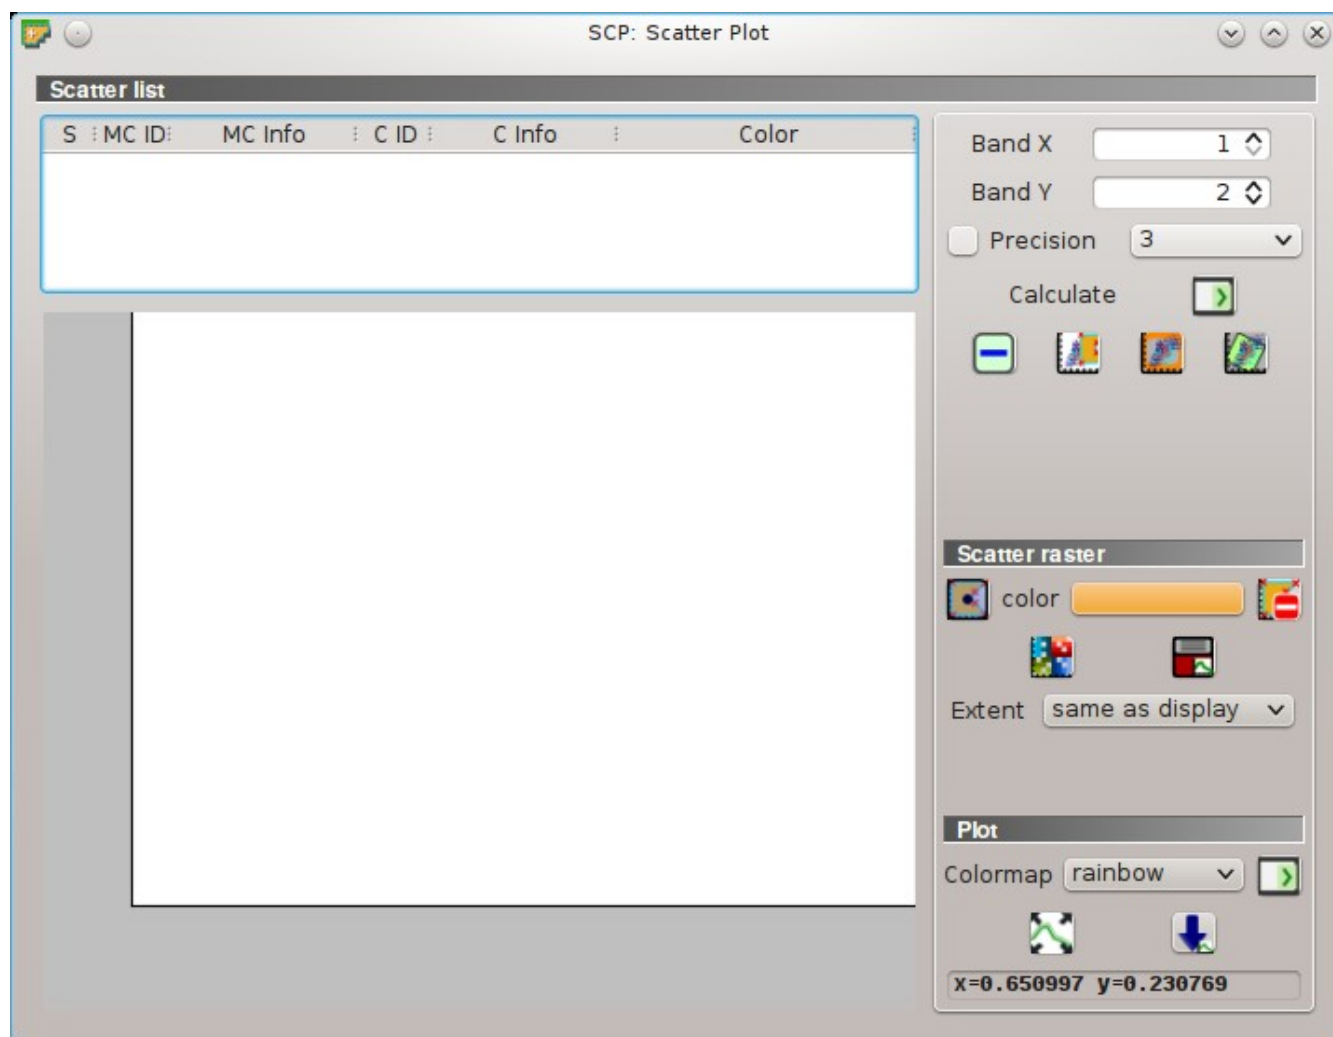 SCP: Scatter Plot
Scatter list
S MC ID MC Info C ID C Info Color
Band X 1
Band Y 2
Precision 3
Calculate
Scatter raster
color
Extent same as display
Plot
Colormap rainbow
x=0.650997 y=0.230769